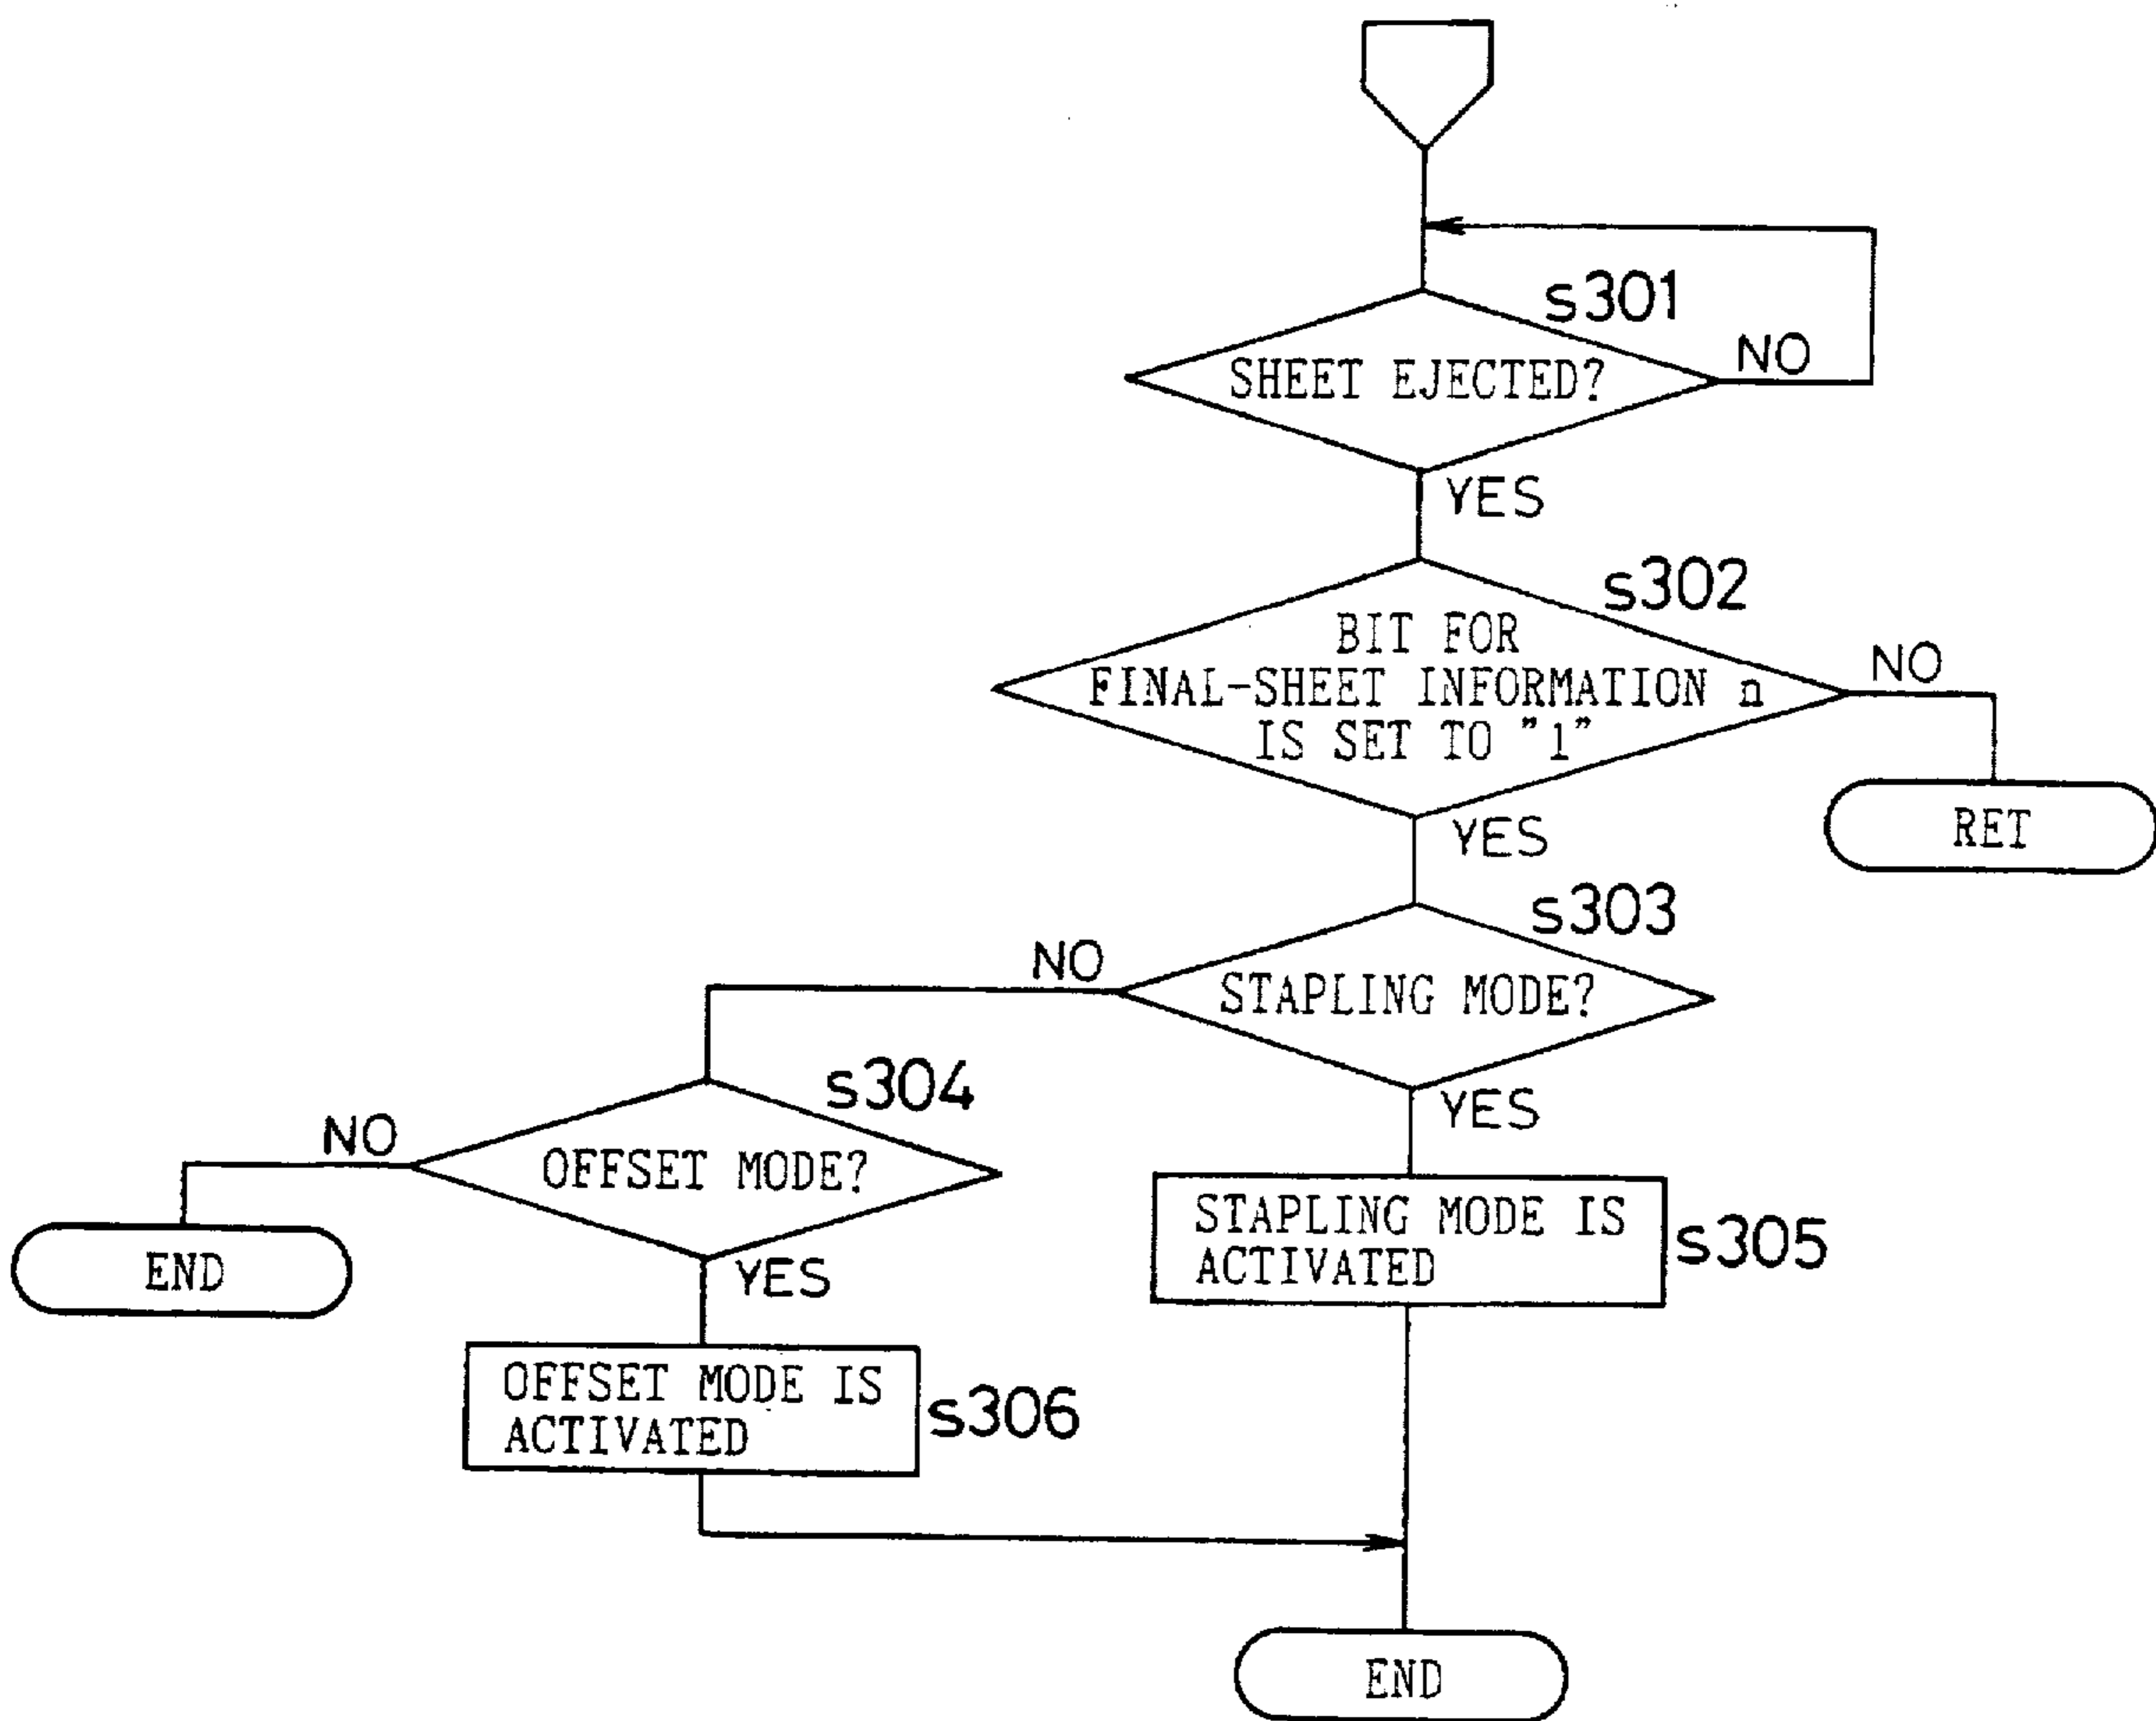 s301
SHEET EJECTED?
NO
YES
s302
BIT FOR
FINAL-SHEET INFORMATION n
IS SET TO "1"
NO
RET
YES
s303
STAPLING MODE?
NO
YES
s304
OFFSET MODE?
NO
END
YES
STAPLING MODE IS
ACTIVATED
s305
OFFSET MODE IS
ACTIVATED
s306
END